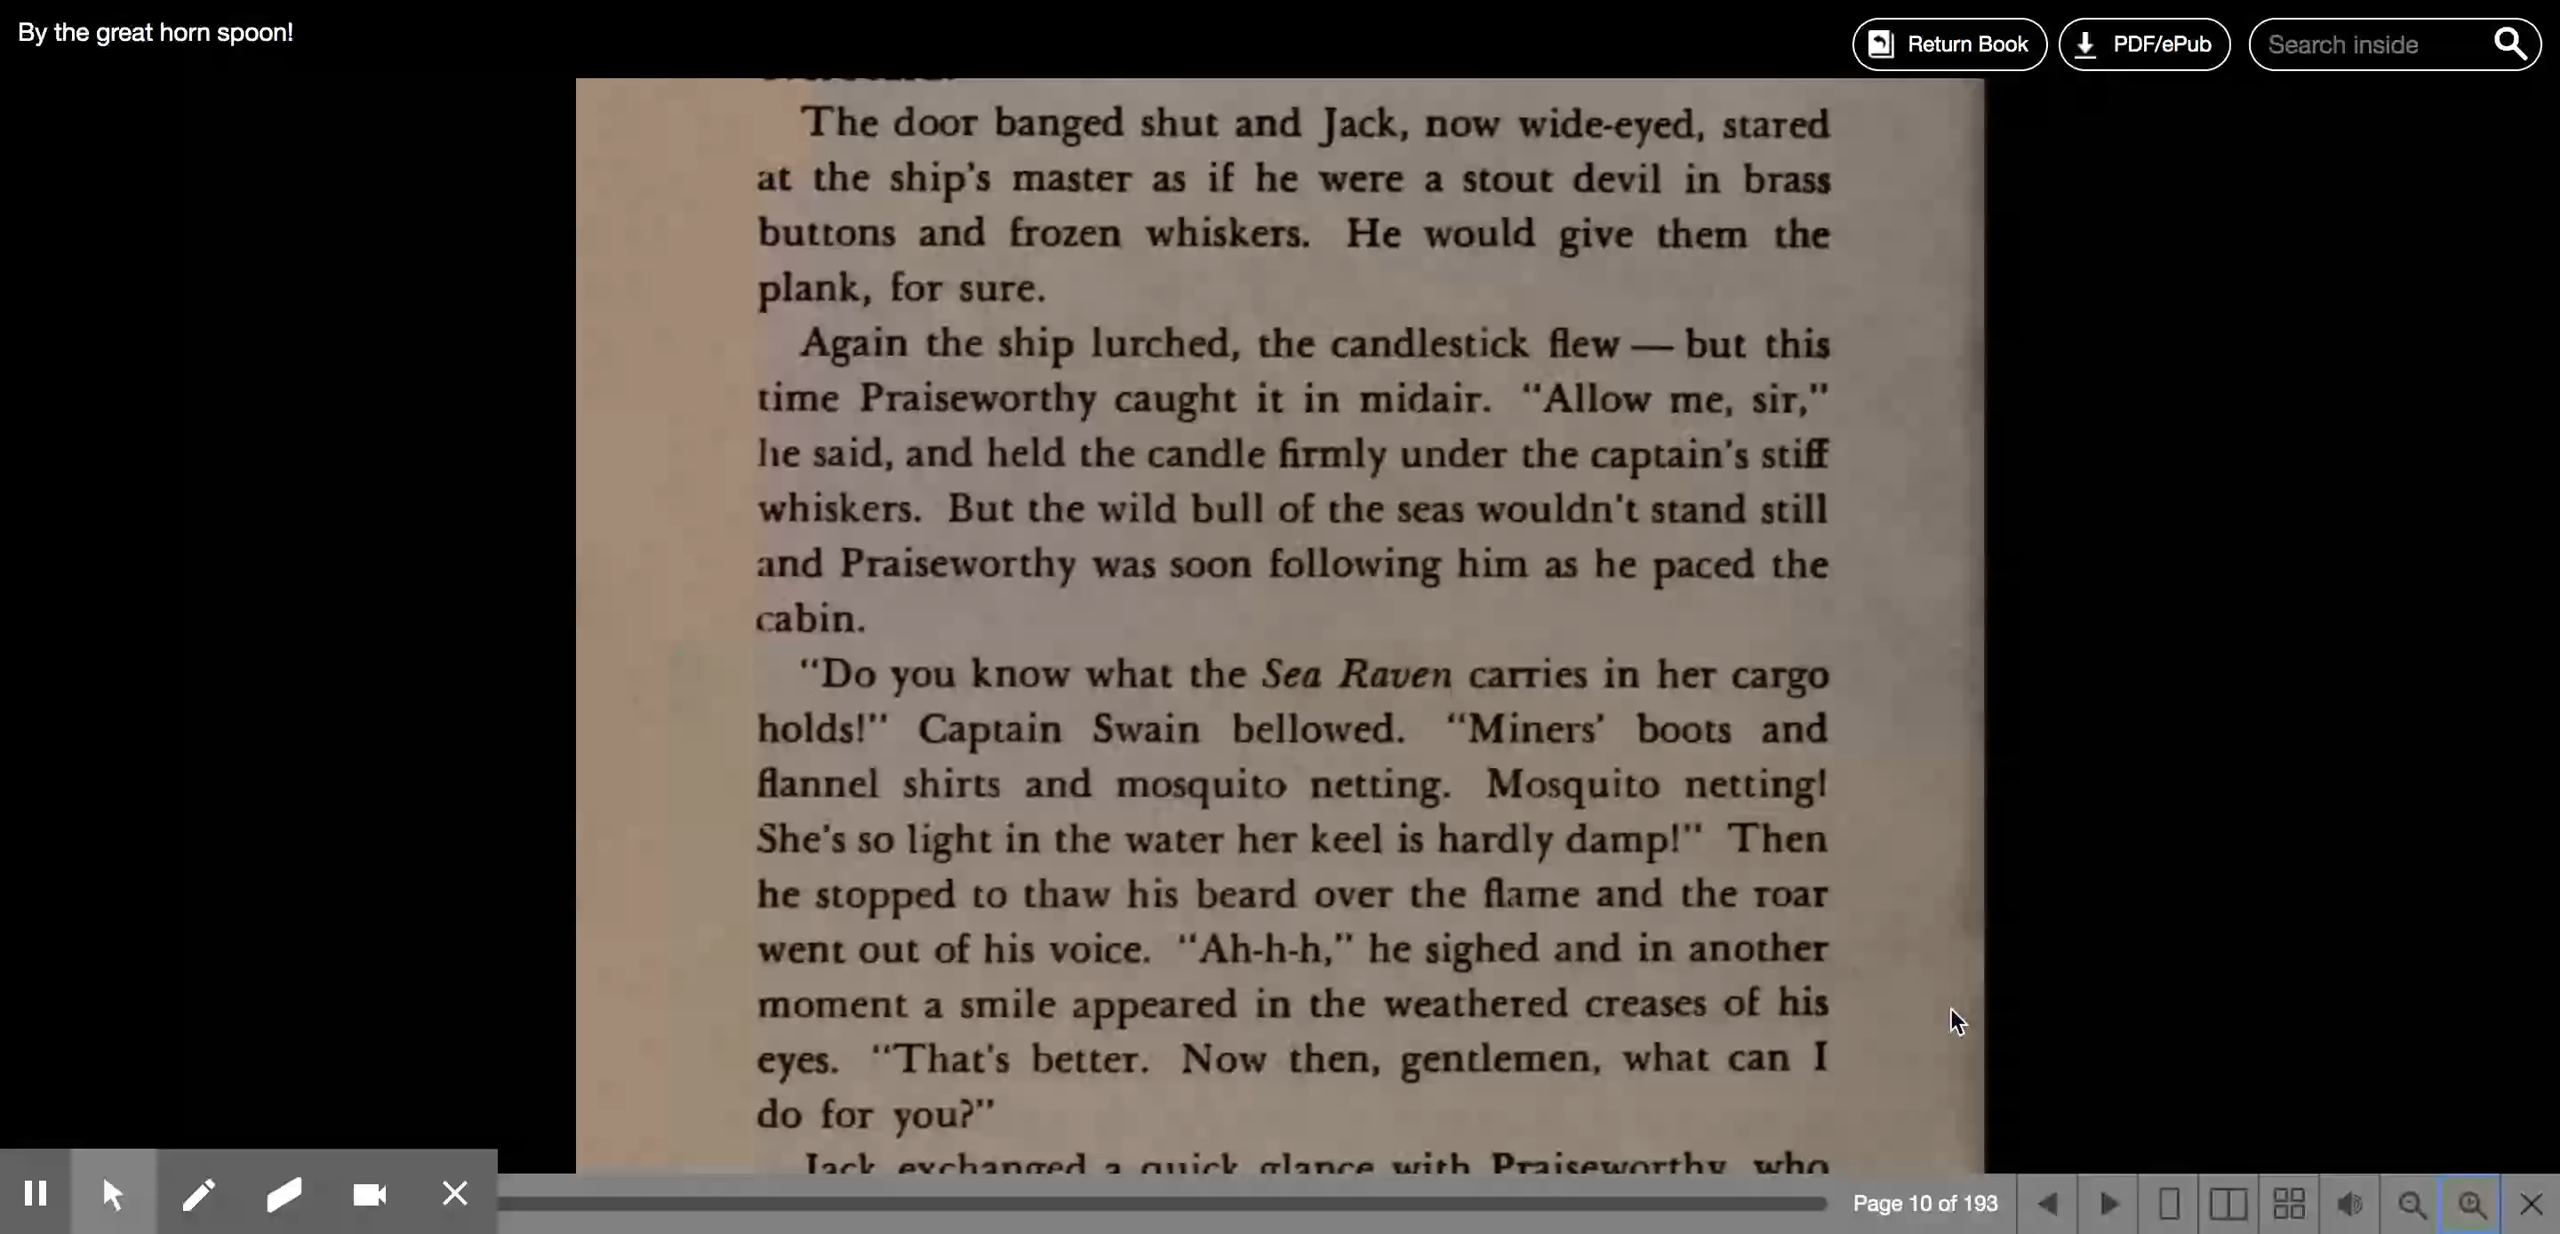 By the great horn spoon!
Return Book
PDF/ePub
Search inside
The door banged shut and Jack, now wide-eyed, stared
at the ship's master as if he were a stout devil in brass
buttons and frozen whiskers. He would give them the
plank, for sure.
Again the ship lurched, the candlestick flew — but this
time Praiseworthy caught it in midair. "Allow me, sir,"
he said, and held the candle firmly under the captain's stiff
whiskers. But the wild bull of the seas wouldn't stand still
and Praiseworthy was soon following him as he paced the
cabin.
"Do you know what the Sea Raven carries in her cargo
holds!" Captain Swain bellowed. "Miners' boots and
flannel shirts and mosquito netting. Mosquito netting!
She's so light in the water her keel is hardly damp!" Then
he stopped to thaw his beard over the flame and the roar
went out of his voice. "Ah-h-h," he sighed and in another
moment a smile appeared in the weathered creases of his
eyes. "That's better. Now then, gentlemen, what can I
do for you?"
Jack exchanged a quick glance with Praiseworthy, who
Page 10 of 193